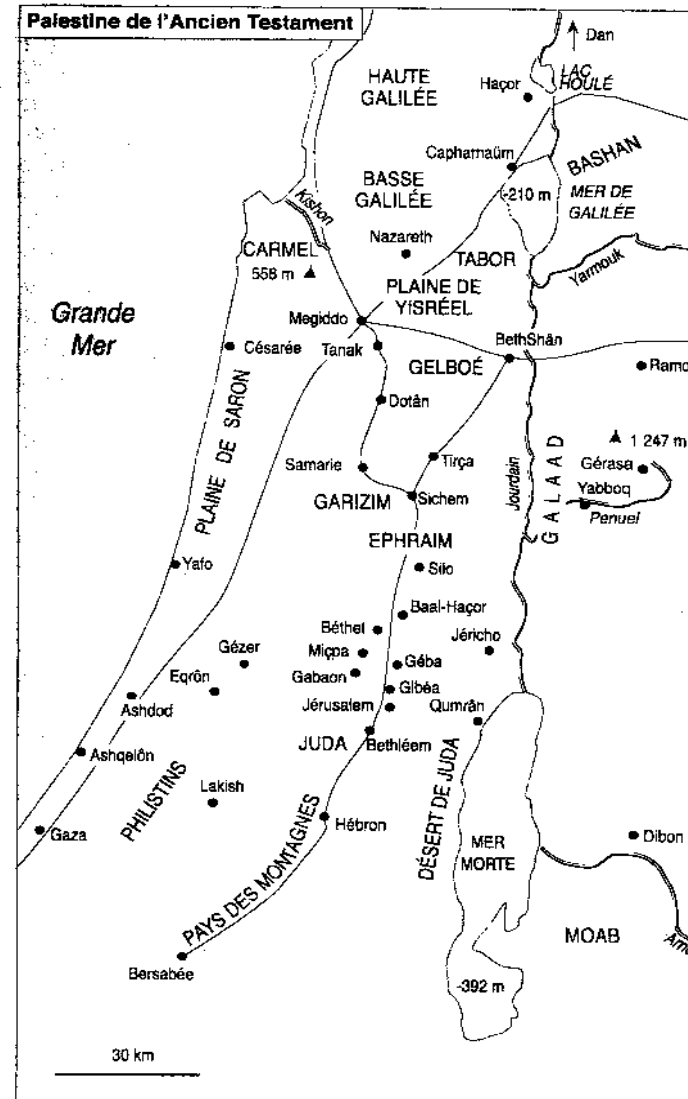 Palestine de l'Ancien Testament
Dan
LAC
HOULÉ
HAUTE
GALILÉE
Haçor
Capharnaüm
BASHAN
BASSE
GALILÉE
-210 m
MER DE
GALILÉE
Kishon
Nazareth
CARMEL
558 m
TABOR
Yarmouk
PLAINE DE
YISRÉEL
Grande
Mer
Megiddo
Césarée
Tanak
BethShân
GELBOÉ
Ramo
Dotân
PLAINE DE SARON
1 247 m
Samarie
Tirça
Jourdain
GALAAD
Gérasa
Yabboq
GARIZIM
Sichem
Penuel
EPHRAIM
Yafo
Silo
Baal-Haçor
Béthel
Miçpa
Jéricho
Gézer
Géba
Gabaon
Eqrôn
Gibéa
Ashdod
Jérusalem
Qumrân
JUDA
Bethléem
Ashqelôn
PHILISTINS
Lakish
DÉSERT DE JUDA
Gaza
Hébron
PAYS DES MONTAGNES
MER
MORTE
Dibon
MOAB
Arno
Bersabée
-392 m
30 km